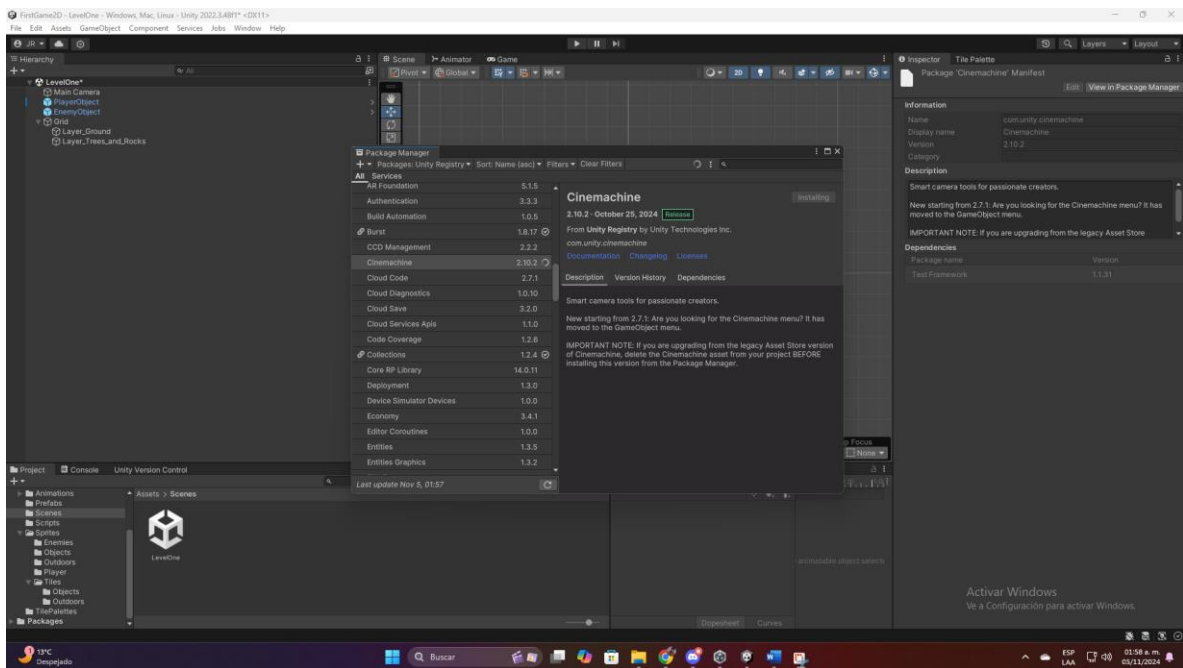 FirstGame2D - LevelOne - Windows, Mac, Linux - Unity 2022.3.48f1* <DX11>
File Edit Assets GameObject Component Services Jobs Window Help
JR
Layers
Layout
Hierarchy
All
LevelOne*
Main Camera
PlayerObject
EnemyObject
Grid
Layer_Ground
Layer_Trees_and_Rocks
Scene
Animator
Game
Pivot
Global
2D
Package Manager
Packages: Unity Registry
Sort: Name (asc)
Filters
Clear Filters
All Services
AR Foundation 5.1.5
Authentication 3.3.3
Build Automation 1.0.5
Burst 1.8.17
CCD Management 2.2.2
Cinemachine 2.10.2
Cloud Code 2.7.1
Cloud Diagnostics 1.0.10
Cloud Save 3.2.0
Cloud Services Apis 1.1.0
Code Coverage 1.2.6
Collections 1.2.4
Core RP Library 14.0.11
Deployment 1.3.0
Device Simulator Devices 1.0.0
Economy 3.4.1
Editor Coroutines 1.0.0
Entities 1.3.5
Entities Graphics 1.3.2
Last update Nov 5, 01:57
Cinemachine
Installing
2.10.2 · October 25, 2024 Release
From Unity Registry by Unity Technologies Inc.
com.unity.cinemachine
Documentation Changelog Licenses
Description Version History Dependencies
Smart camera tools for passionate creators.
New starting from 2.7.1: Are you looking for the Cinemachine menu? It has
moved to the GameObject menu.
IMPORTANT NOTE: If you are upgrading from the legacy Asset Store version
of Cinemachine, delete the Cinemachine asset from your project BEFORE
installing this version from the Package Manager.
Focus
None
Inspector
Tile Palette
Package 'Cinemachine' Manifest
Edit
View in Package Manager
Information
Name com.unity.cinemachine
Display name Cinemachine
Version 2.10.2
Category
Description
Smart camera tools for passionate creators.
New starting from 2.7.1: Are you looking for the Cinemachine menu? It has
moved to the GameObject menu.
IMPORTANT NOTE: If you are upgrading from the legacy Asset Store
Dependencies
Package name Version
Test Framework 1.1.31
Project
Console
Unity Version Control
Animations
Prefabs
Scenes
Scripts
Sprites
Enemies
Objects
Outdoors
Player
Tiles
Objects
Outdoors
TilePalettes
Packages
Assets > Scenes
LevelOne
animatable object selecte
Dopesheet
Curves
Activar Windows
Ve a Configuración para activar Windows.
1
13°C
Despejado
Buscar
ESP
LAA
01:58 a. m.
05/11/2024